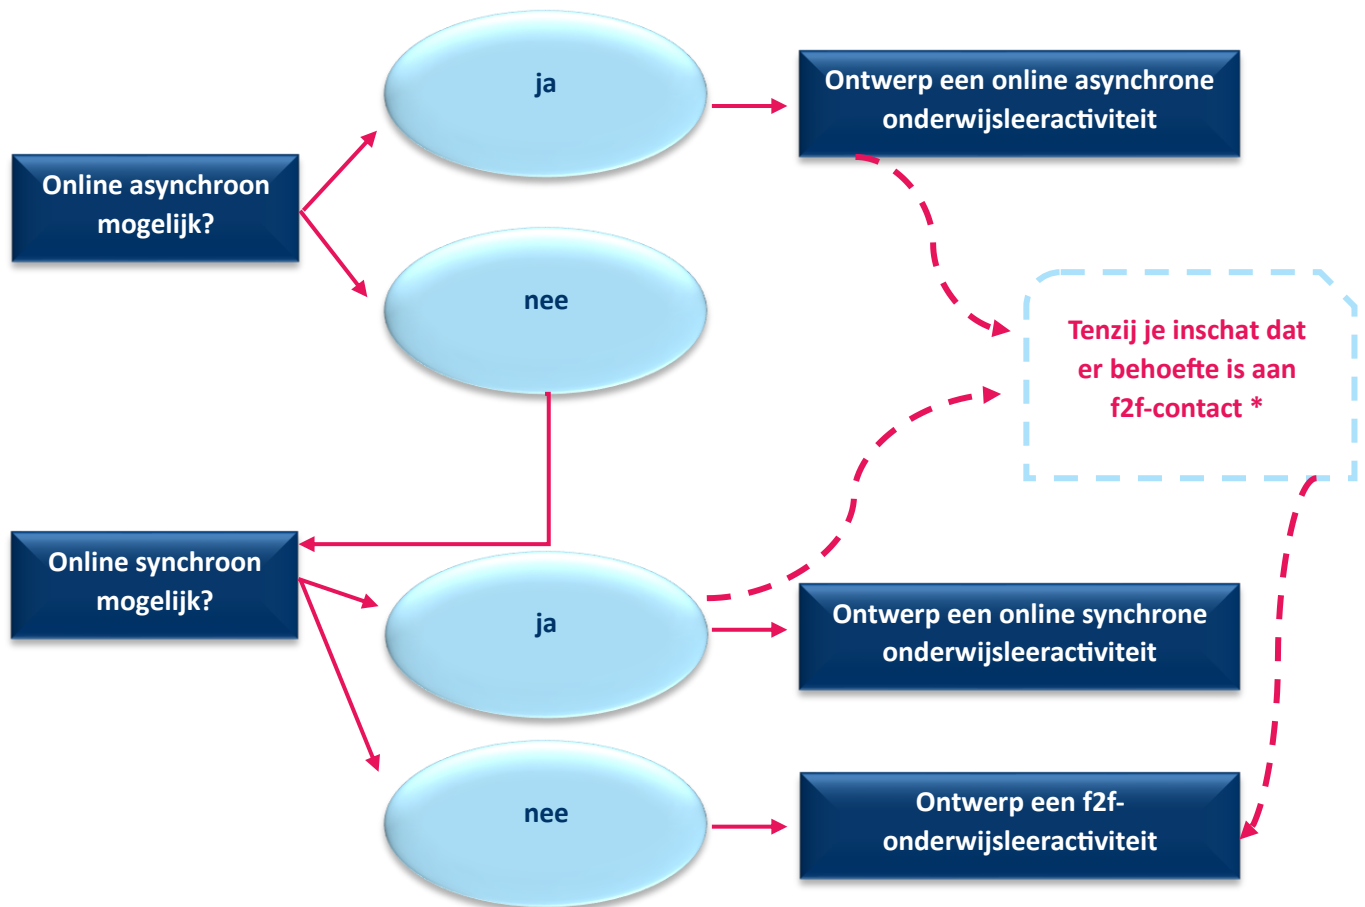 ja
Ontwerp een online asynchrone
onderwijsleeractiviteit
Online asynchroon
mogelijk?
nee
Tenzij je inschat dat
er behoefte is aan
f2f-contact *
Online synchroon
mogelijk?
ja
Ontwerp een online synchrone
onderwijsleeractiviteit
nee
Ontwerp een f2f-
onderwijsleeractiviteit